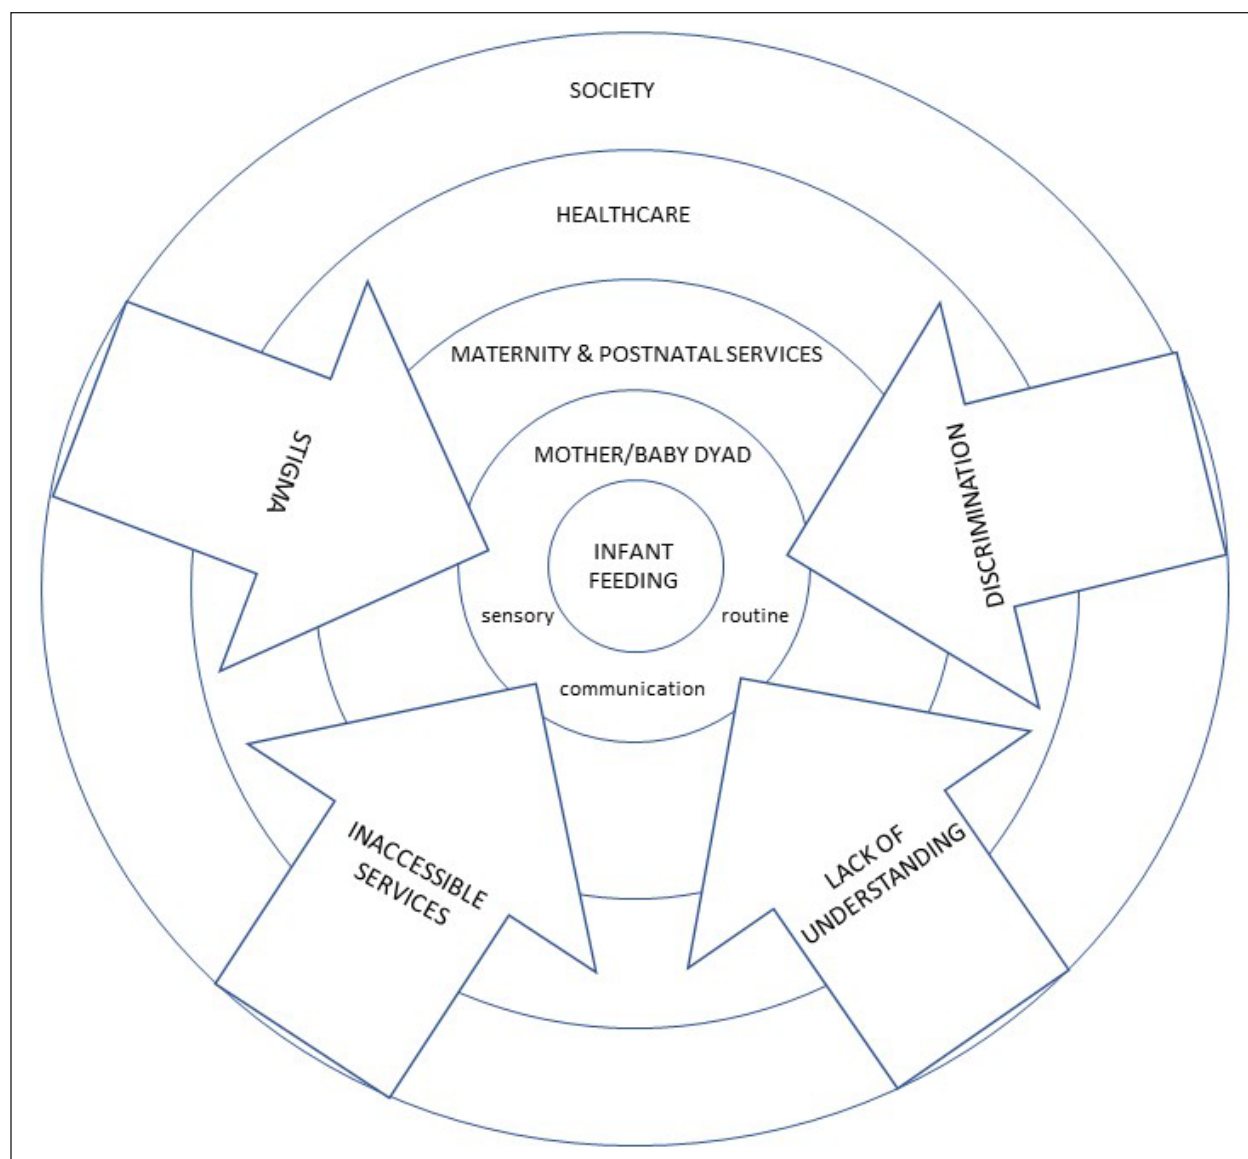 SOCIETY
HEALTHCARE
MATERNITY & POSTNATAL SERVICES
MOTHER/BABY DYAD
STIGMA
DISCRIMINATION
INFANT
FEEDING
sensory
routine
communication
INACCESSIBLE
SERVICES
LACK OF
UNDERSTANDING